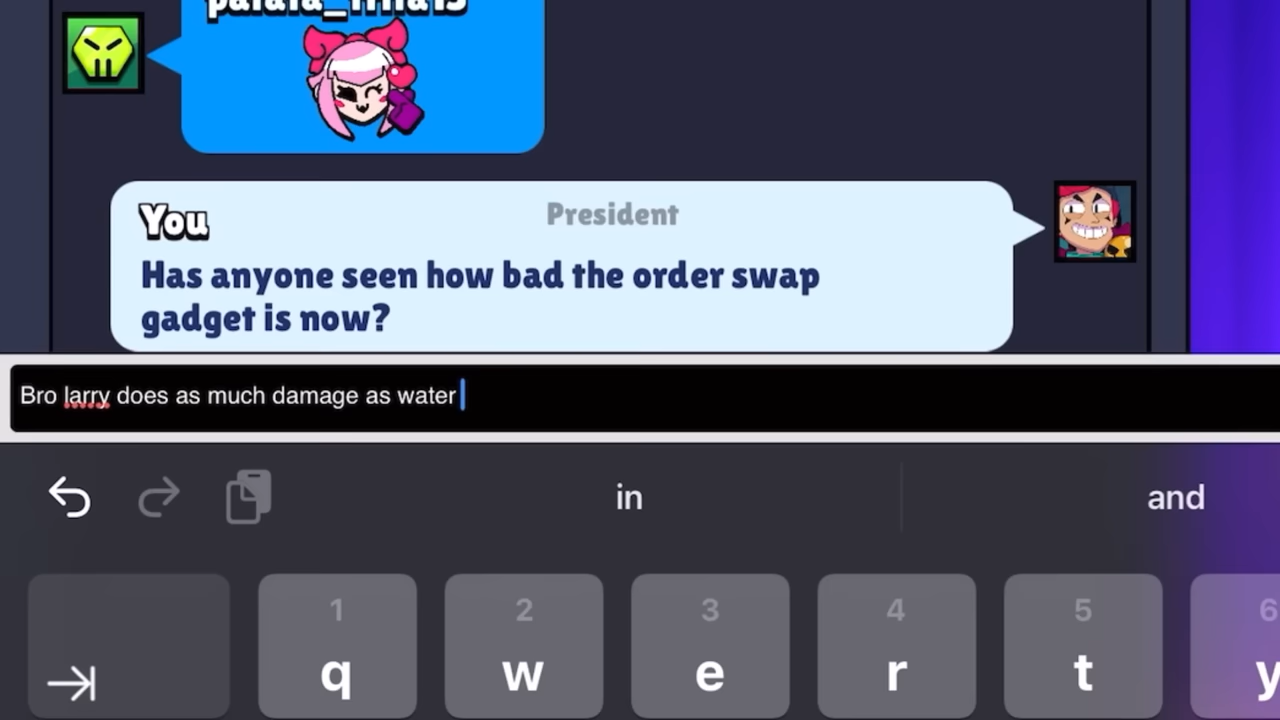 You
President
Has anyone seen how bad the order swap
gadget is now?
Bro larry does as much damage as water
in
and
1
2
3
4
5
6
q
w
e
r
t
y